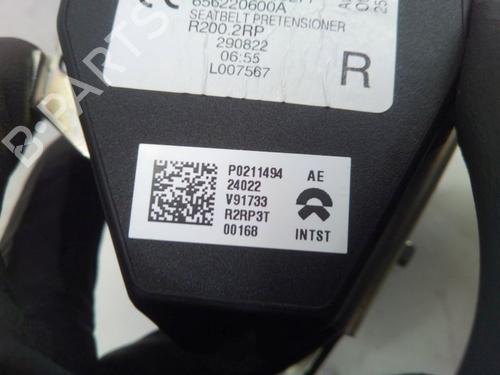 656220600A
SEATBELT PRETENSIONER
R200.2RP
290822
06:55
L007567
R
P0211494 AE
24022
V91733
R2RP3T
00168 INTST
B-PARTS